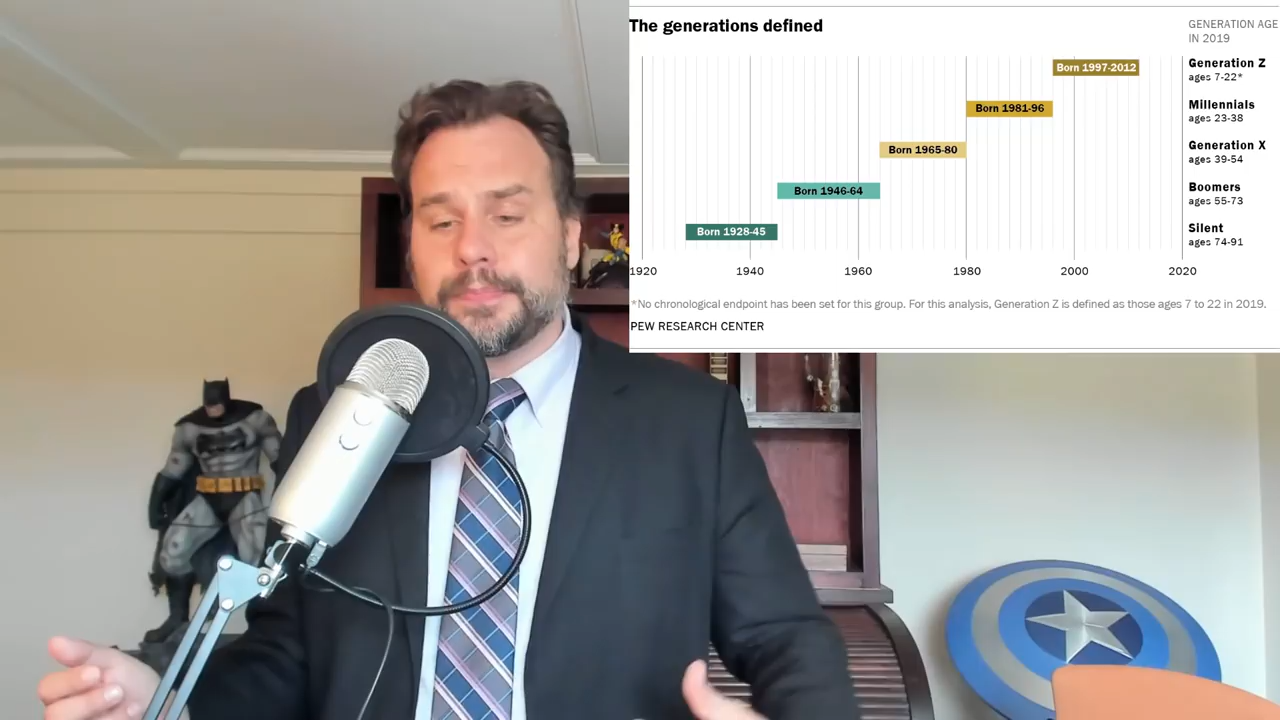 The generations defined
GENERATION AGE
IN 2019
Born 1997-2012
Generation Z
ages 7-22*
Born 1981-96
Millennials
ages 23-38
Born 1965-80
Generation X
ages 39-54
Born 1946-64
Boomers
ages 55-73
Born 1928-45
Silent
ages 74-91
1920 1940 1960 1980 2000 2020
*No chronological endpoint has been set for this group. For this analysis, Generation Z is defined as those ages 7 to 22 in 2019.
PEW RESEARCH CENTER